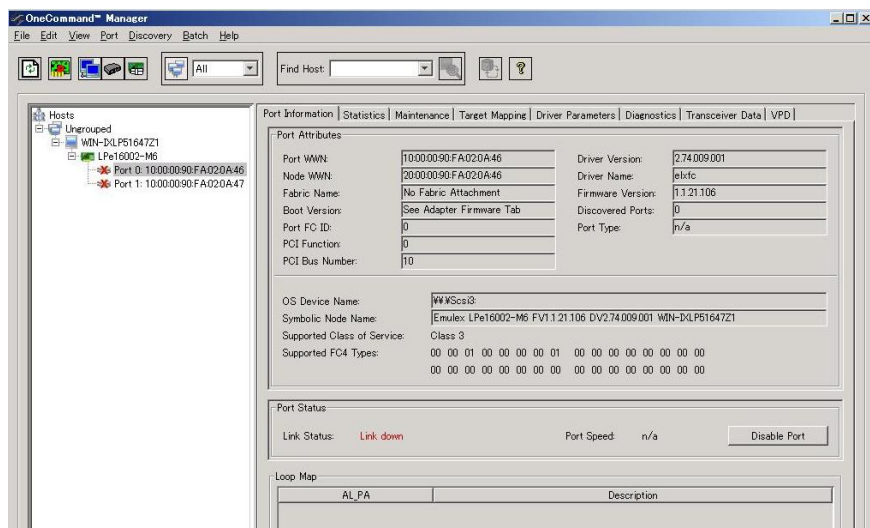 OneCommand™ Manager
File Edit View Port Discovery Batch Help
All
Find Host:
Hosts
Ungrouped
WIN-IXLP51647Z1
LPe16002-M6
Port 0: 10:00:00:90:FA:02:0A:46
Port 1: 10:00:00:90:FA:02:0A:47
Port Information Statistics Maintenance Target Mapping Driver Parameters Diagnostics Transceiver Data VPD
Port Attributes
Port WWN: 10:00:00:90:FA:02:0A:46 Driver Version: 2.74.009.001
Node WWN: 20:00:00:90:FA:02:0A:46 Driver Name: elxfc
Fabric Name: No Fabric Attachment Firmware Version: 1.1.21.106
Boot Version: See Adapter Firmware Tab Discovered Ports: 0
Port FC ID: 0 Port Type: n/a
PCI Function: 0
PCI Bus Number: 10
OS Device Name: ¥¥.¥Scsi3:
Symbolic Node Name: Emulex LPe16002-M6 FV1.1.21.106 DV2.74.009.001 WIN-IXLP51647Z1
Supported Class of Service: Class 3
Supported FC4 Types: 00 00 01 00 00 00 00 01 00 00 00 00 00 00 00 00
00 00 00 00 00 00 00 00 00 00 00 00 00 00 00 00
Port Status
Link Status: Link down Port Speed: n/a Disable Port
Loop Map
AL_PA Description